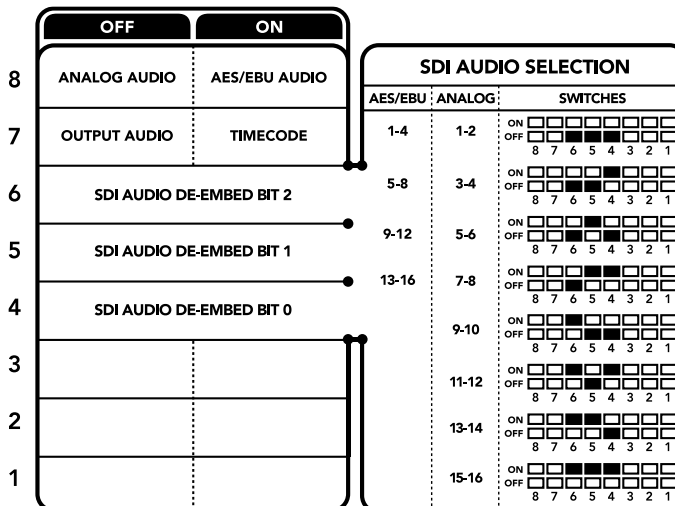 OFF ON
8 ANALOG AUDIO AES/EBU AUDIO
7 OUTPUT AUDIO TIMECODE
6 SDI AUDIO DE-EMBED BIT 2
5 SDI AUDIO DE-EMBED BIT 1
4 SDI AUDIO DE-EMBED BIT 0
3
2
1
SDI AUDIO SELECTION
AES/EBU ANALOG SWITCHES
1-4 1-2 ON
OFF
8 7 6 5 4 3 2 1
5-8 3-4 ON
OFF
8 7 6 5 4 3 2 1
9-12 5-6 ON
OFF
8 7 6 5 4 3 2 1
13-16 7-8 ON
OFF
8 7 6 5 4 3 2 1
9-10 ON
OFF
8 7 6 5 4 3 2 1
11-12 ON
OFF
8 7 6 5 4 3 2 1
13-14 ON
OFF
8 7 6 5 4 3 2 1
15-16 ON
OFF
8 7 6 5 4 3 2 1